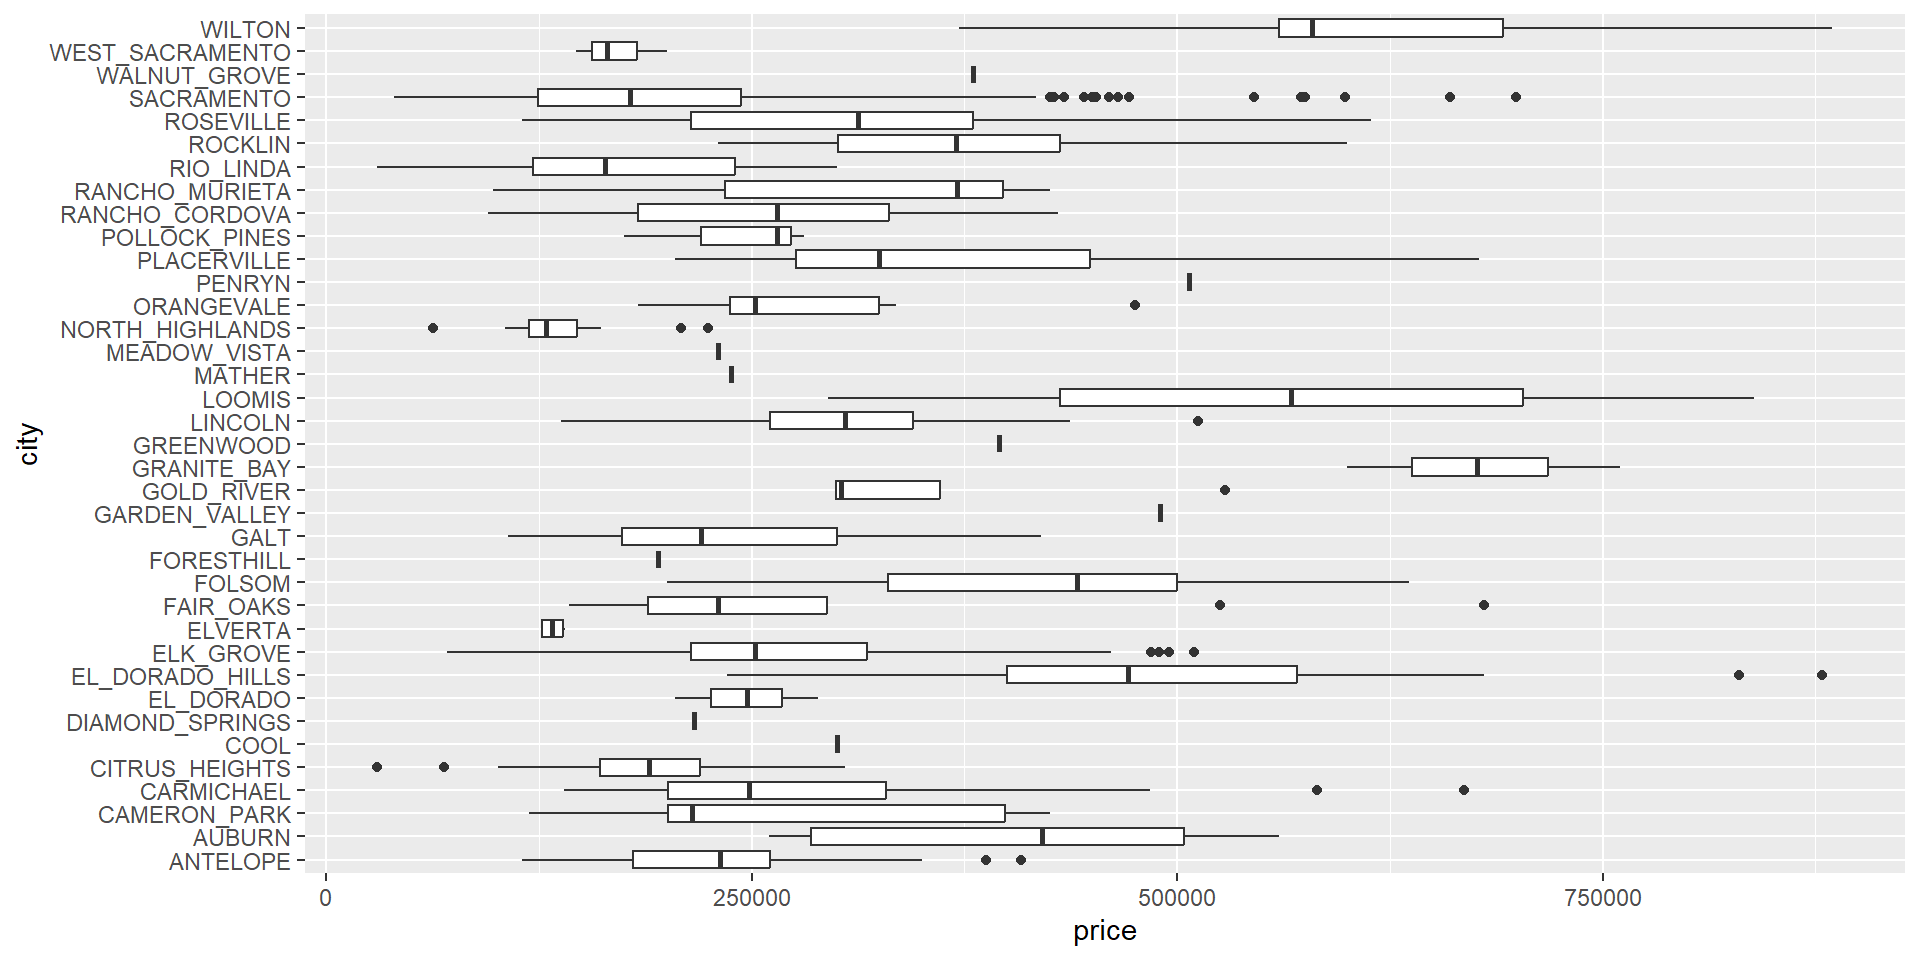 WILTON
WEST_SACRAMENTO
WALNUT_GROVE
SACRAMENTO
ROSEVILLE
ROCKLIN
RIO_LINDA
RANCHO_MURIETA
RANCHO_CORDOVA
POLLOCK_PINES
PLACERVILLE
PENRYN
ORANGEVALE
NORTH_HIGHLANDS
MEADOW_VISTA
MATHER
LOOMIS
LINCOLN
GREENWOOD
GRANITE_BAY
GOLD_RIVER
GARDEN_VALLEY
GALT
FORESTHILL
FOLSOM
FAIR_OAKS
ELVERTA
ELK_GROVE
EL_DORADO_HILLS
EL_DORADO
DIAMOND_SPRINGS
COOL
CITRUS_HEIGHTS
CARMICHAEL
CAMERON_PARK
AUBURN
ANTELOPE
city
0 250000 500000 750000
price